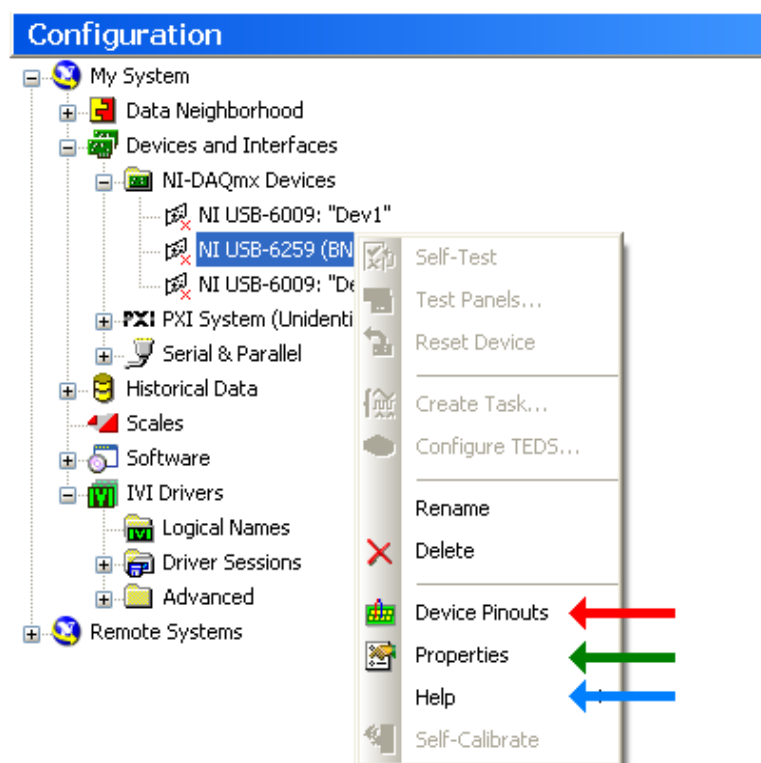 Configuration
My System
Data Neighborhood
Devices and Interfaces
NI-DAQmx Devices
NI USB-6009: "Dev1"
NI USB-6259 (BN
NI USB-6009: "De
PXI PXI System (Unidenti
Serial & Parallel
Historical Data
Scales
Software
IVI Drivers
IVI Logical Names
Driver Sessions
Advanced
Remote Systems
Self-Test
Test Panels...
Reset Device
Create Task...
Configure TEDS...
Rename
Delete
Device Pinouts
Properties
Help
Self-Calibrate